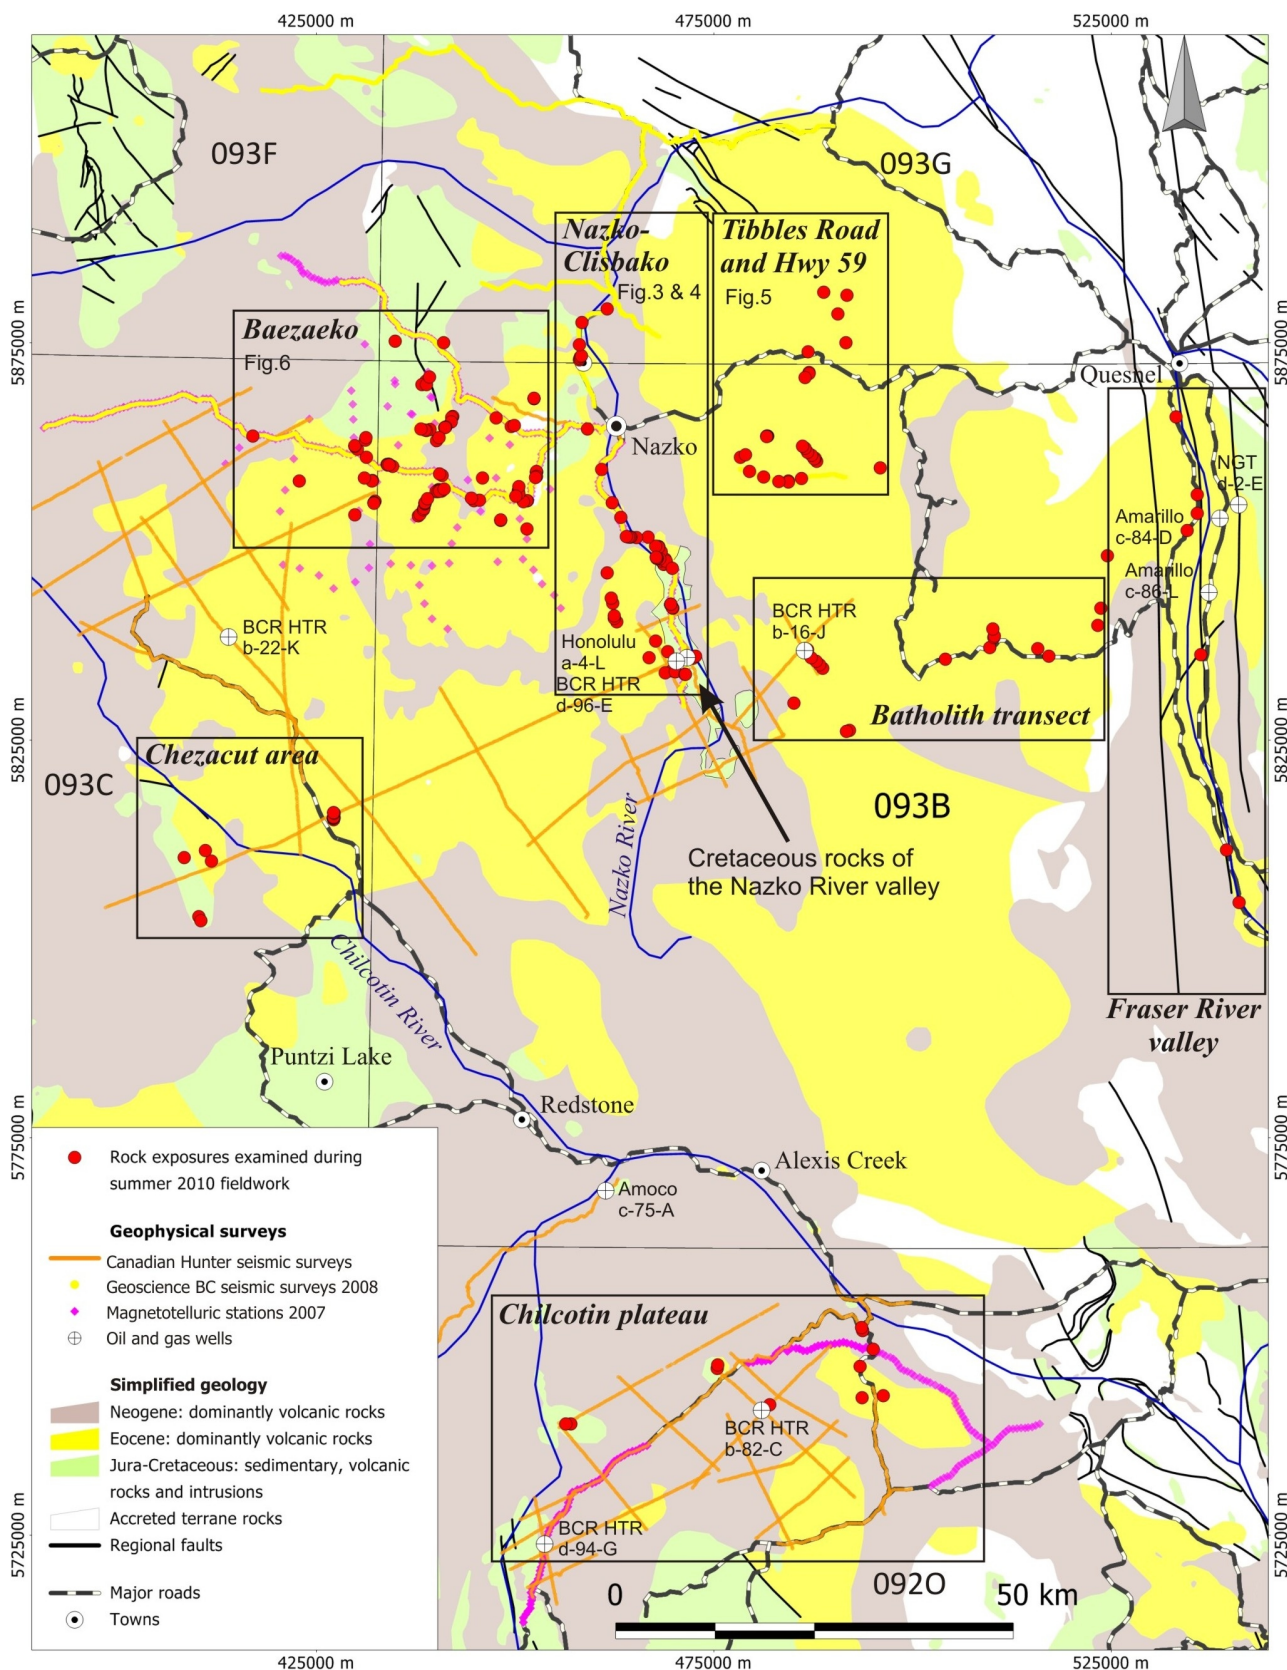 425000 m
475000 m
525000 m
093F
093G
Nazko-
Clisbako
Fig.3 & 4
Tibbles Road
and Hwy 59
Fig.5
Baezaeko
Fig.6
5875000 m
5875000 m
Quesnel
Nazko
NGT
d-2-E
Amarillo
c-84-D
Amarillo
c-86-L
BCR HTR
b-22-K
BCR HTR
b-16-J
Honolulu
a-4-L
BCR HTR
d-96-E
Batholith transect
Chezacut area
5825000 m
5825000 m
093C
093B
Nazko River
Cretaceous rocks of
the Nazko River valley
Chilcotin River
Fraser River
valley
Puntzi Lake
Redstone
Alexis Creek
5775000 m
5775000 m
Amoco
c-75-A
Rock exposures examined during
summer 2010 fieldwork
Geophysical surveys
Canadian Hunter seismic surveys
Geoscience BC seismic surveys 2008
Magnetotelluric stations 2007
Oil and gas wells
Simplified geology
Neogene: dominantly volcanic rocks
Eocene: dominantly volcanic rocks
Jura-Cretaceous: sedimentary, volcanic
rocks and intrusions
Accreted terrane rocks
Regional faults
Major roads
Towns
Chilcotin plateau
BCR HTR
b-82-C
BCR HTR
d-94-G
5725000 m
5725000 m
092O
0
50 km
425000 m
475000 m
525000 m